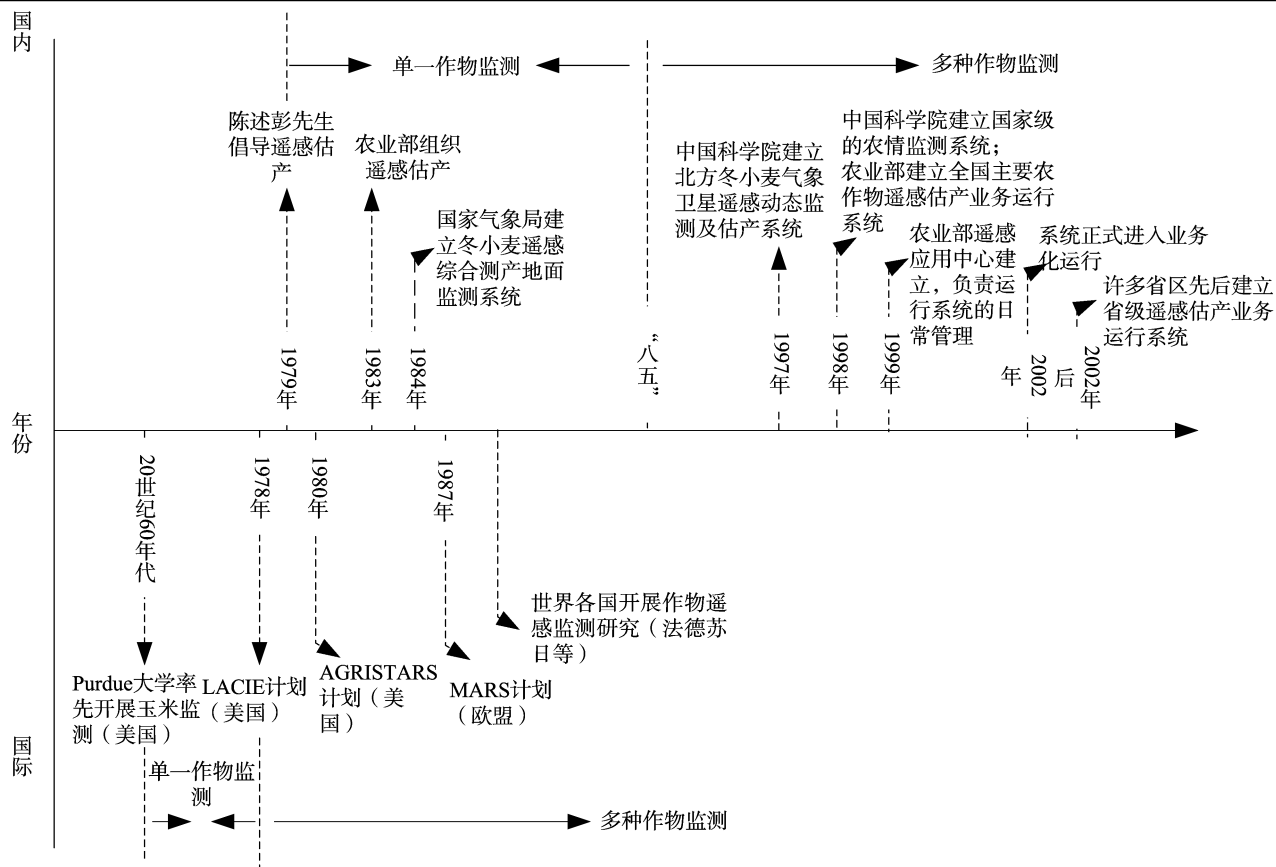 国内
单一作物监测
多种作物监测
陈述彭先生
倡导遥感估
产
农业部组织
遥感估产
国家气象局建
立冬小麦遥感
综合测产地面
监测系统
中国科学院建立
北方冬小麦气象
卫星遥感动态监
测及估产系统
中国科学院建立国家级
的农情监测系统；
农业部建立全国主要农
作物遥感估产业务运行
系统
农业部遥感
应用中心建
立，负责运
行系统的日
常管理
系统正式进入业务
化运行
许多省区先后建立
省级遥感估产业务
运行系统
1979年
1983年
1984年
“八五”
1997年
1998年
1999年
2002
年
2002年
后
年份
20世纪60年代
1978年
1980年
1987年
世界各国开展作物遥
感监测研究（法德苏
日等）
Purdue大学率
先开展玉米监
测（美国）
LACIE计划
（美国）
AGRISTARS
计划（美
国）
MARS计划
（欧盟）
国际
单一作物监
测
多种作物监测